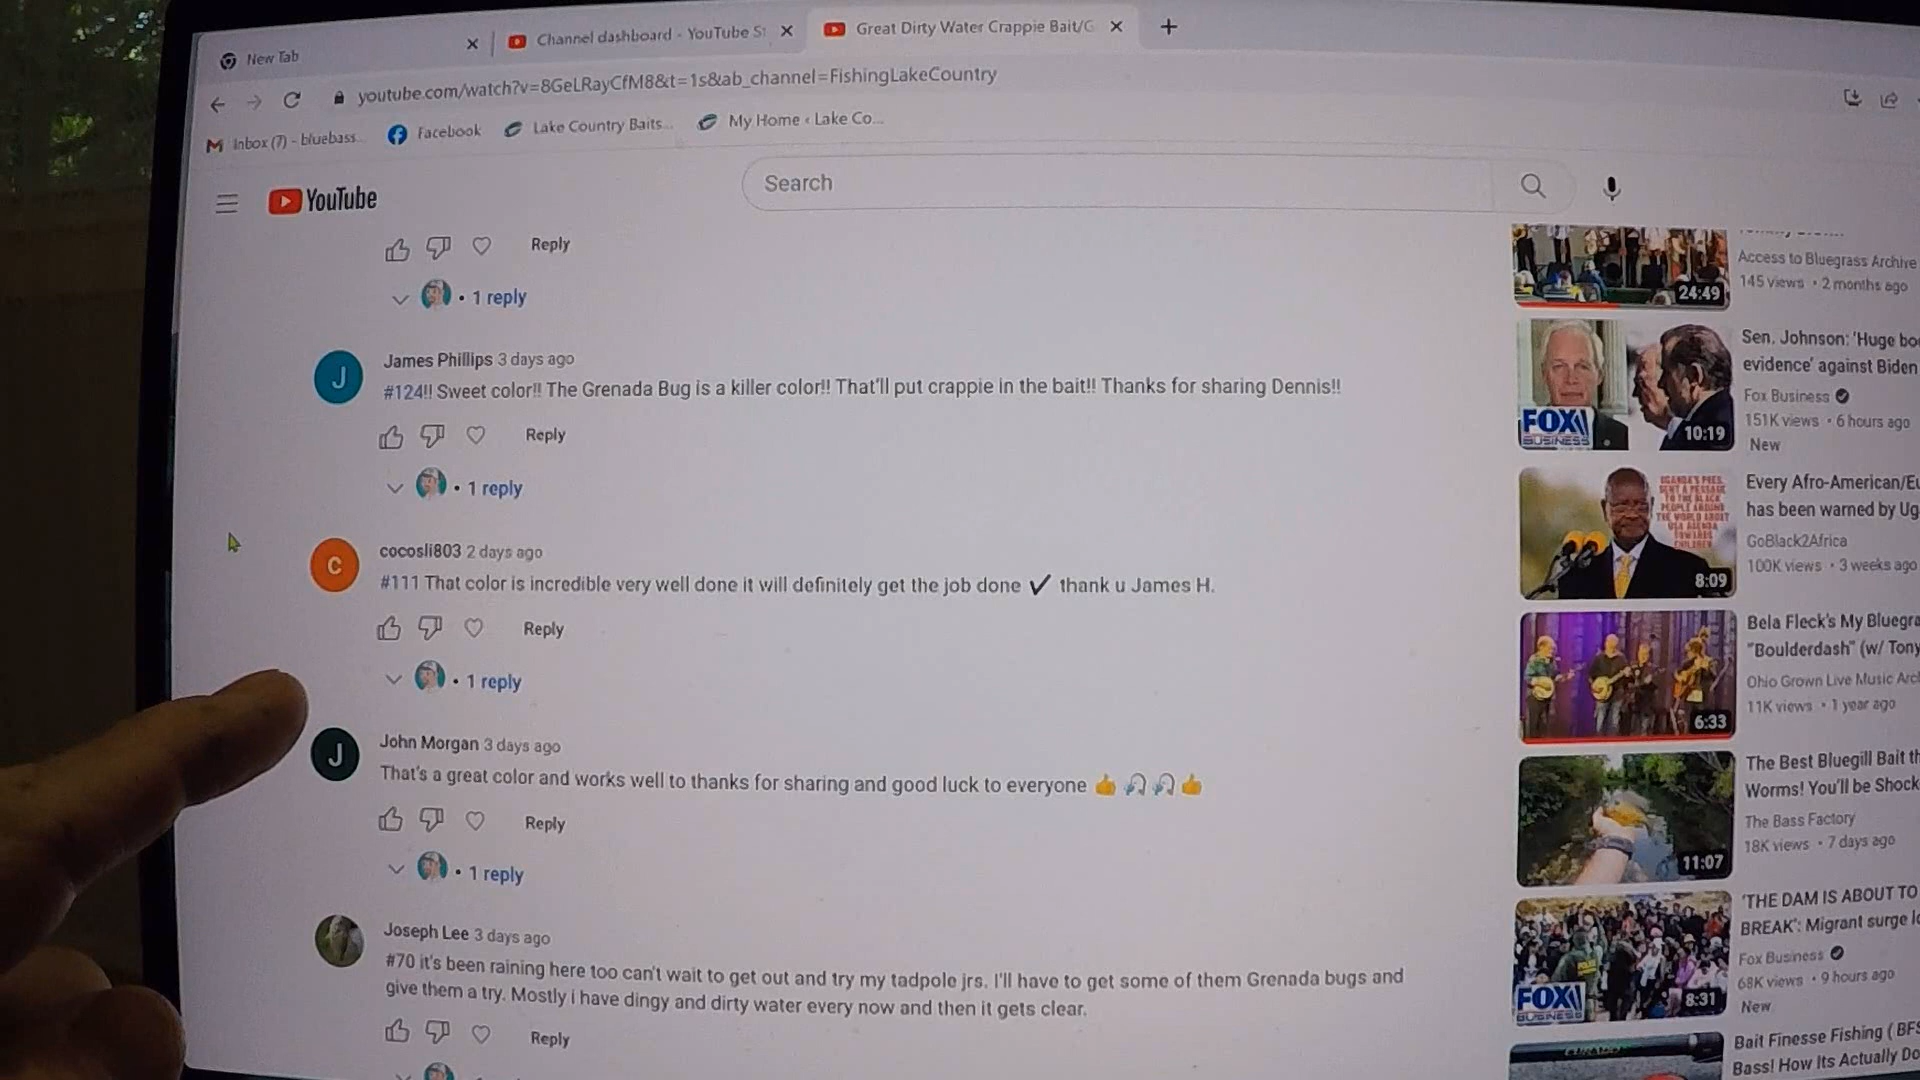 New Tab
Channel dashboard - YouTube St
Great Dirty Water Crappie Bait/G
youtube.com/watch?v=8GeLRayCfM8&t=1s&ab_channel=FishingLakeCountry
Inbox (7) - bluebass...
Facebook
Lake Country Baits...
My Home ‹ Lake Co...
YouTube
Search
Reply
1 reply
James Phillips 3 days ago
#124!! Sweet color!! The Grenada Bug is a killer color!! That'll put crappie in the bait!! Thanks for sharing Dennis!!
Reply
1 reply
cocosli803 2 days ago
#111 That color is incredible very well done it will definitely get the job done ✔ thank u James H.
Reply
1 reply
John Morgan 3 days ago
That's a great color and works well to thanks for sharing and good luck to everyone 👍🎣🎣👍
Reply
1 reply
Joseph Lee 3 days ago
#70 it's been raining here too can't wait to get out and try my tadpole jrs. I'll have to get some of them Grenada bugs and
give them a try. Mostly i have dingy and dirty water every now and then it gets clear.
Reply
24:49
Access to Bluegrass Archive
145 views • 2 months ago
FOX
BUSINESS
10:19
Sen. Johnson: 'Huge bo
evidence' against Biden
Fox Business
151K views • 6 hours ago
New
8:09
Every Afro-American/Eu
has been warned by Ug
GoBlack2Africa
100K views • 3 weeks ago
6:33
Bela Fleck's My Bluegra
"Boulderdash" (w/ Tony
Ohio Grown Live Music Arc
11K views • 1 year ago
11:07
The Best Bluegill Bait th
Worms! You'll be Shock
The Bass Factory
18K views • 7 days ago
FOX
BUSINESS
8:31
'THE DAM IS ABOUT TO
BREAK': Migrant surge l
Fox Business
68K views • 9 hours ago
New
Bait Finesse Fishing ( BFS
Bass! How Its Actually Do